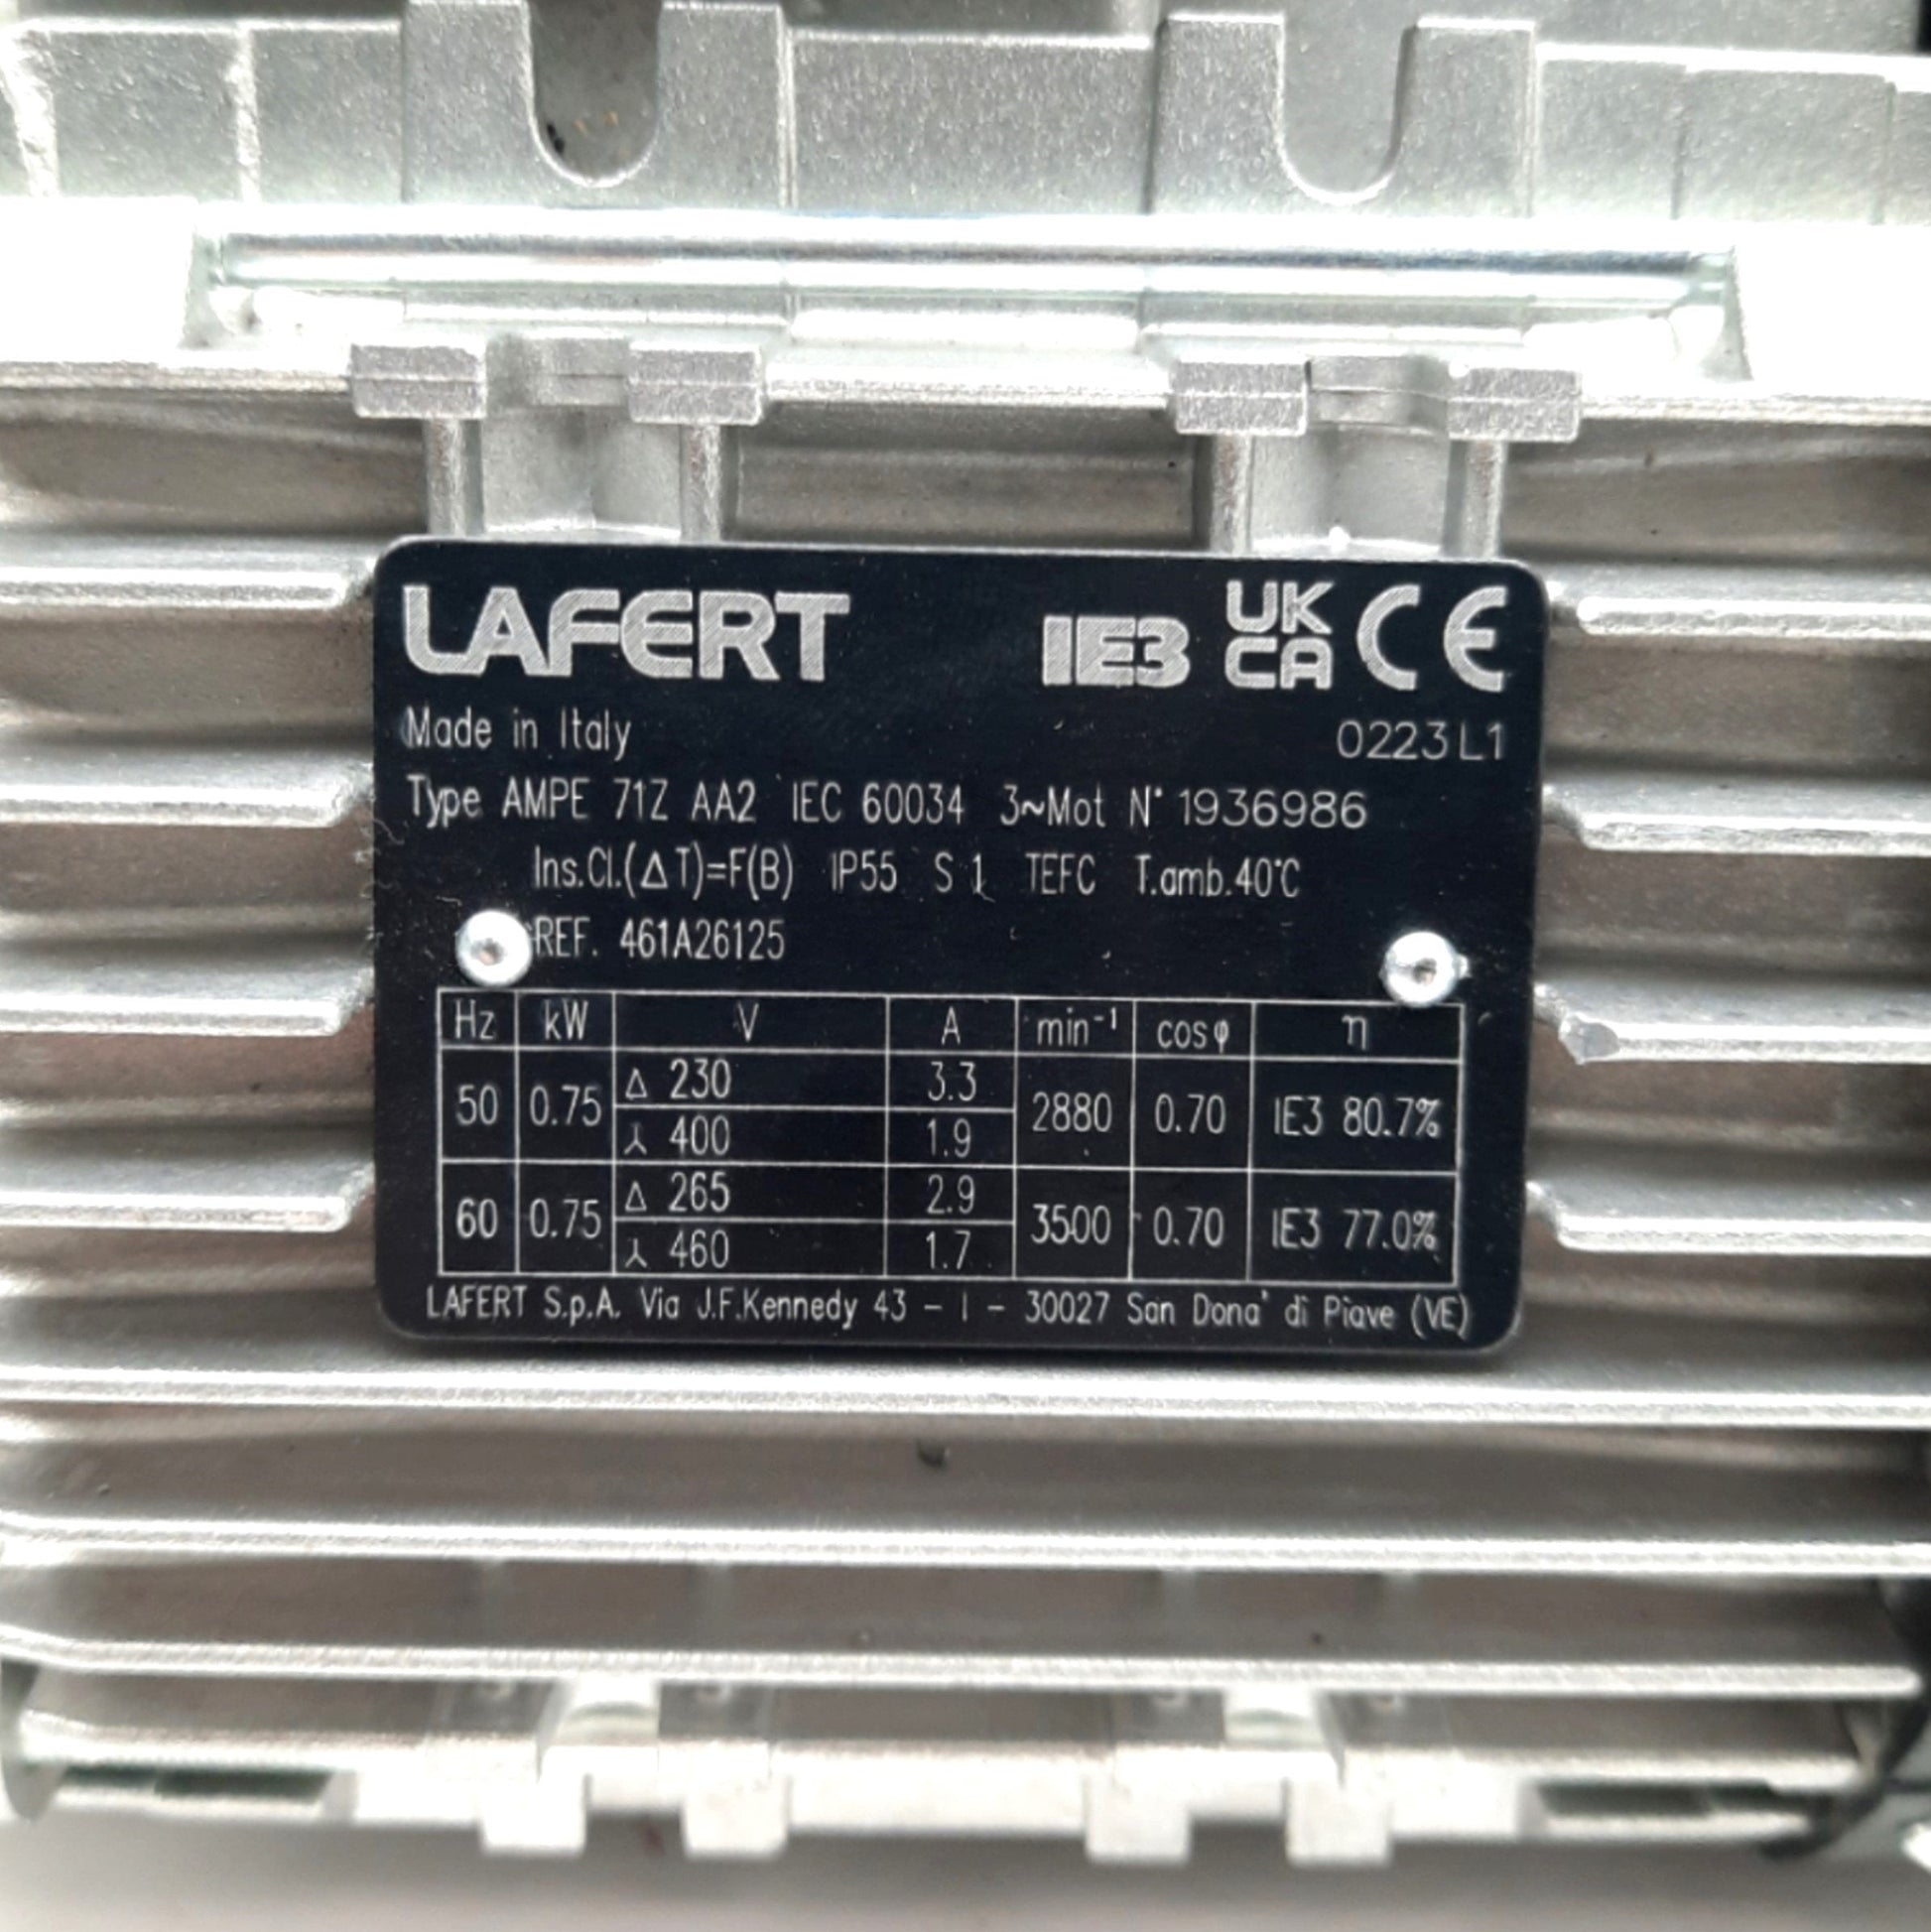 LAFERT IE3 UK CA CE
Made in Italy 0223 L1
Type AMPE 71Z AA2 IEC 60034 3~Mot N° 1936986
Ins.Cl.(Δ T)=F(B) IP55 S 1 TEFC T.amb.40°C
REF. 461A26125
Hz kW V A min⁻¹ cosφ η
50 0.75 Δ 230 3.3 2880 0.70 IE3 80.7%
⅄ 400 1.9
60 0.75 Δ 265 2.9 3500 0.70 IE3 77.0%
⅄ 460 1.7
LAFERT S.p.A. Via J.F.Kennedy 43 - I - 30027 San Dona' di Piave (VE)